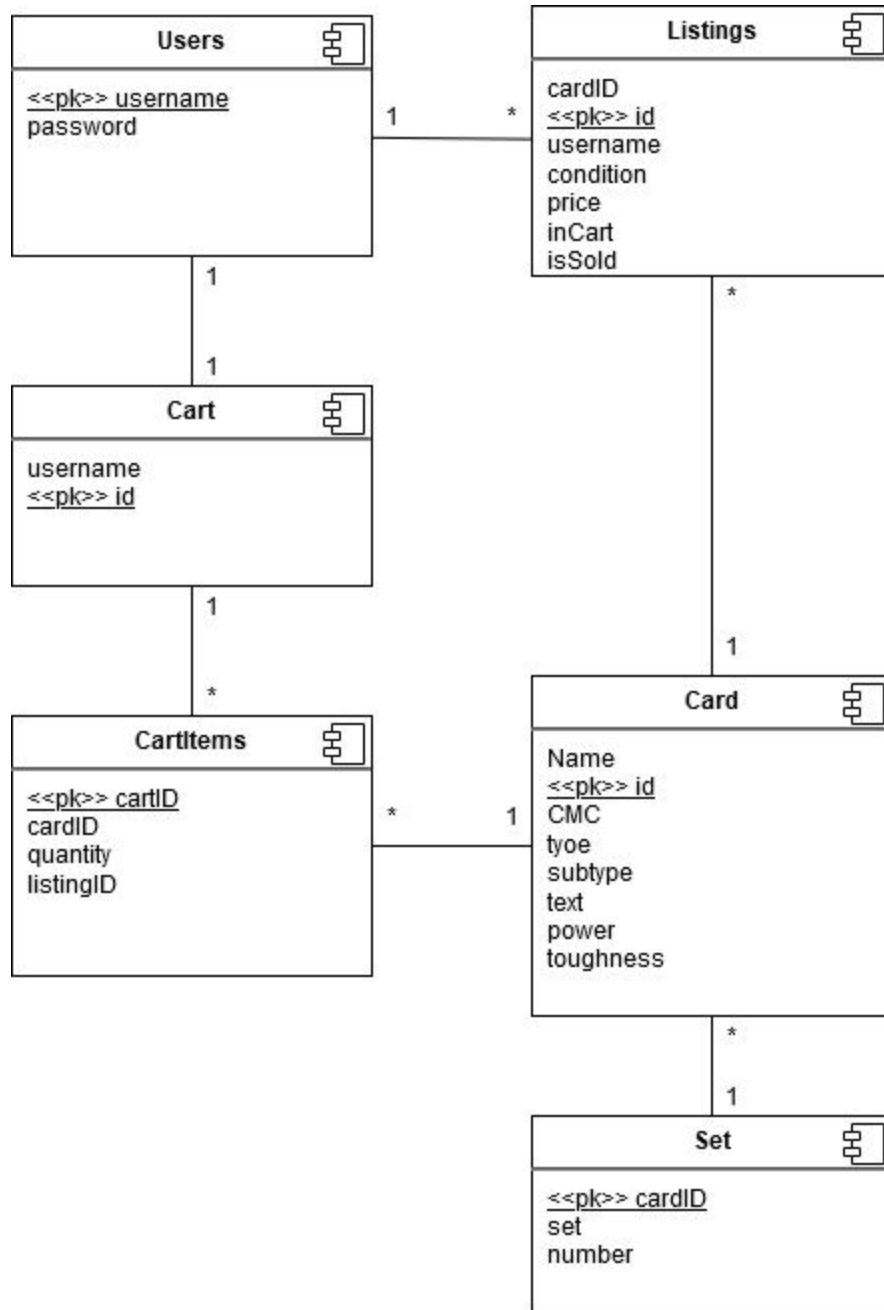 Users
<<pk>> username
password
1
*
Listings
cardID
<<pk>> id
username
condition
price
inCart
isSold
1
1
*
Cart
username
<<pk>> id
1
*
1
CartItems
<<pk>> cartID
cardID
quantity
listingID
*
1
Card
Name
<<pk>> id
CMC
tyoe
subtype
text
power
toughness
*
1
Set
<<pk>> cardID
set
number